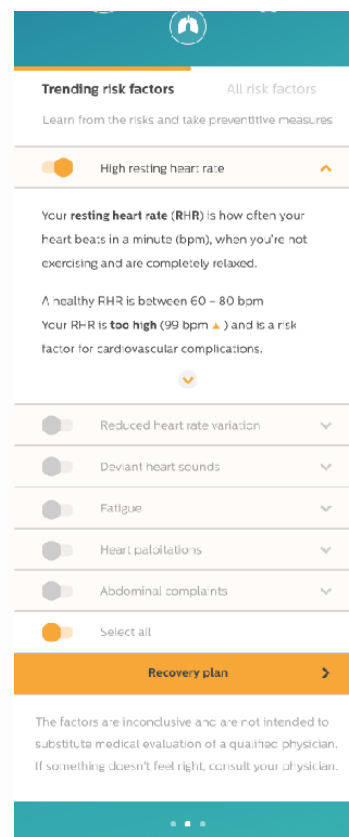 Trending risk factors
All risk factors
Learn from the risks and take preventitive measures
High resting heart rate
Your resting heart rate (RHR) is how often your
heart beats in a minute (bpm), when you're not
exercising and are completely relaxed.
A healthy RHR is between 60 – 80 bpm
Your RHR is too high (99 bpm ▲ ) and is a risk
factor for cardiovascular complications.
Reduced heart rate variation
Deviant heart sounds
Fatigue
Heart palpitations
Abdominal complaints
Select all
Recovery plan
The factors are inconclusive and are not intended to
substitute medical evaluation of a qualified physician.
If something doesn't feel right, consult your physician.